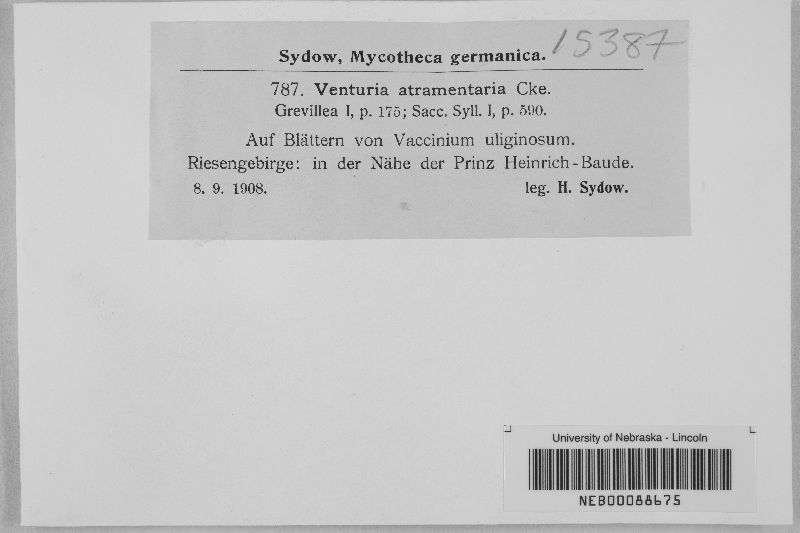 15387
Sydow, Mycotheca germanica.
787. Venturia atramentaria Cke.
Grevillea I, p. 175; Sacc. Syll. I, p. 590.
Auf Blättern von Vaccinium uliginosum.
Riesengebirge: in der Nähe der Prinz Heinrich-Baude.
8. 9. 1908. leg. H. Sydow.
University of Nebraska - Lincoln
NEB00088675